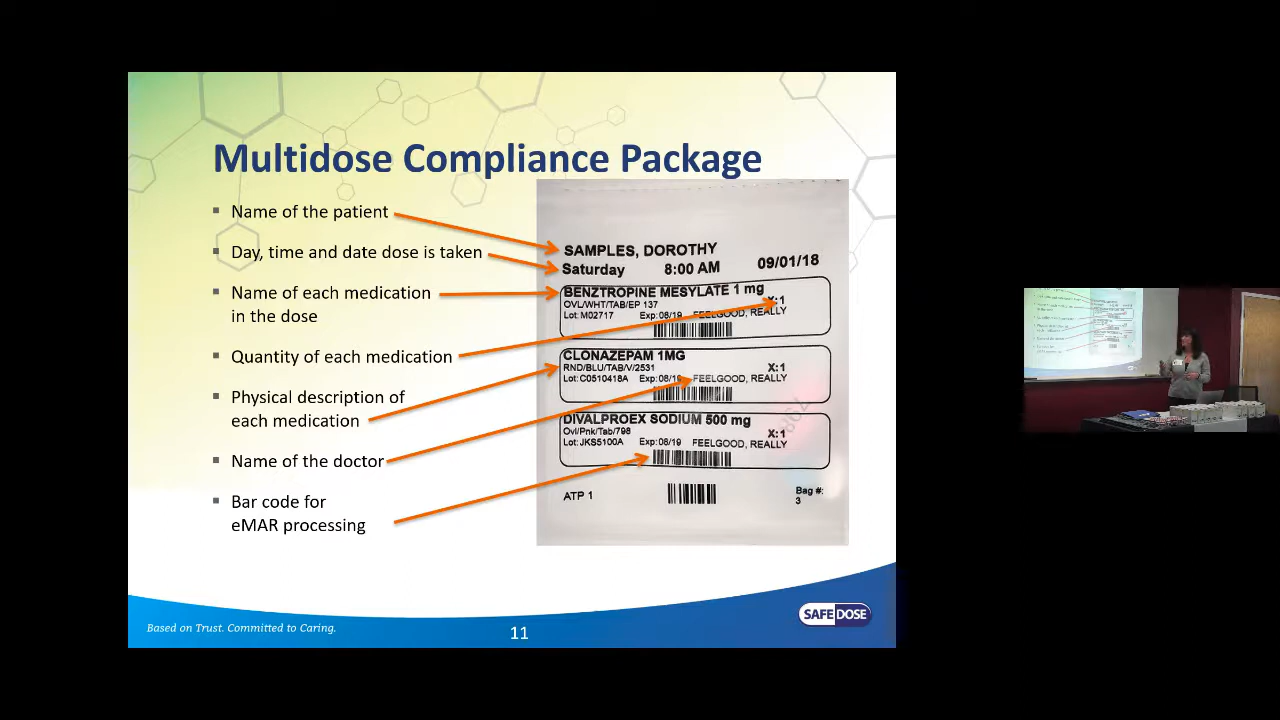 Multidose Compliance Package
Name of the patient
Day, time and date dose is taken
Name of each medication
in the dose
Quantity of each medication
Physical description of
each medication
Name of the doctor
Bar code for
eMAR processing
SAMPLES, DOROTHY
Saturday 8:00 AM 09/01/18
BENZTROPINE MESYLATE 1 mg
OVL/WHT/TAB/EP 137 X:1
Lot: M02717 Exp: 08/19 FEELGOOD, REALLY
CLONAZEPAM 1MG
RND/BLU/TAB/V/2531 X:1
Lot: C0510418A Exp: 08/19 FEELGOOD, REALLY
DIVALPROEX SODIUM 500 mg
Ovl/Pnk/Tab/798 X:1
Lot: JKS5100A Exp: 08/19 FEELGOOD, REALLY
ATP 1 Bag #:
3
Based on Trust. Committed to Caring.
11
SAFEDOSE